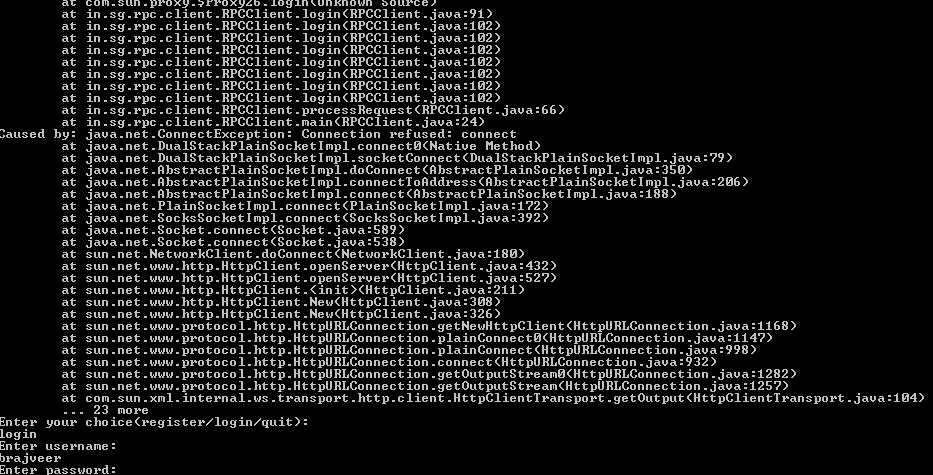 at com.sun.proxy.$Proxy26.login(Unknown Source)
at in.sg.rpc.client.RPCClient.login(RPCClient.java:91)
at in.sg.rpc.client.RPCClient.login(RPCClient.java:102)
at in.sg.rpc.client.RPCClient.login(RPCClient.java:102)
at in.sg.rpc.client.RPCClient.login(RPCClient.java:102)
at in.sg.rpc.client.RPCClient.login(RPCClient.java:102)
at in.sg.rpc.client.RPCClient.login(RPCClient.java:102)
at in.sg.rpc.client.RPCClient.login(RPCClient.java:102)
at in.sg.rpc.client.RPCClient.login(RPCClient.java:102)
at in.sg.rpc.client.RPCClient.processRequest(RPCClient.java:66)
at in.sg.rpc.client.RPCClient.main(RPCClient.java:24)
Caused by: java.net.ConnectException: Connection refused: connect
at java.net.DualStackPlainSocketImpl.connect0(Native Method)
at java.net.DualStackPlainSocketImpl.socketConnect(DualStackPlainSocketImpl.java:79)
at java.net.AbstractPlainSocketImpl.doConnect(AbstractPlainSocketImpl.java:350)
at java.net.AbstractPlainSocketImpl.connectToAddress(AbstractPlainSocketImpl.java:206)
at java.net.AbstractPlainSocketImpl.connect(AbstractPlainSocketImpl.java:188)
at java.net.PlainSocketImpl.connect(PlainSocketImpl.java:172)
at java.net.SocksSocketImpl.connect(SocksSocketImpl.java:392)
at java.net.Socket.connect(Socket.java:589)
at java.net.Socket.connect(Socket.java:538)
at sun.net.NetworkClient.doConnect(NetworkClient.java:180)
at sun.net.www.http.HttpClient.openServer(HttpClient.java:432)
at sun.net.www.http.HttpClient.openServer(HttpClient.java:527)
at sun.net.www.http.HttpClient.<init>(HttpClient.java:211)
at sun.net.www.http.HttpClient.New(HttpClient.java:308)
at sun.net.www.http.HttpClient.New(HttpClient.java:326)
at sun.net.www.protocol.http.HttpURLConnection.getNewHttpClient(HttpURLConnection.java:1168)
at sun.net.www.protocol.http.HttpURLConnection.plainConnect0(HttpURLConnection.java:1147)
at sun.net.www.protocol.http.HttpURLConnection.plainConnect(HttpURLConnection.java:998)
at sun.net.www.protocol.http.HttpURLConnection.connect(HttpURLConnection.java:932)
at sun.net.www.protocol.http.HttpURLConnection.getOutputStream0(HttpURLConnection.java:1282)
at sun.net.www.protocol.http.HttpURLConnection.getOutputStream(HttpURLConnection.java:1257)
at com.sun.xml.internal.ws.transport.http.client.HttpClientTransport.getOutput(HttpClientTransport.java:104)
... 23 more
Enter your choice(register/login/quit):
login
Enter username:
brajveer
Enter password: